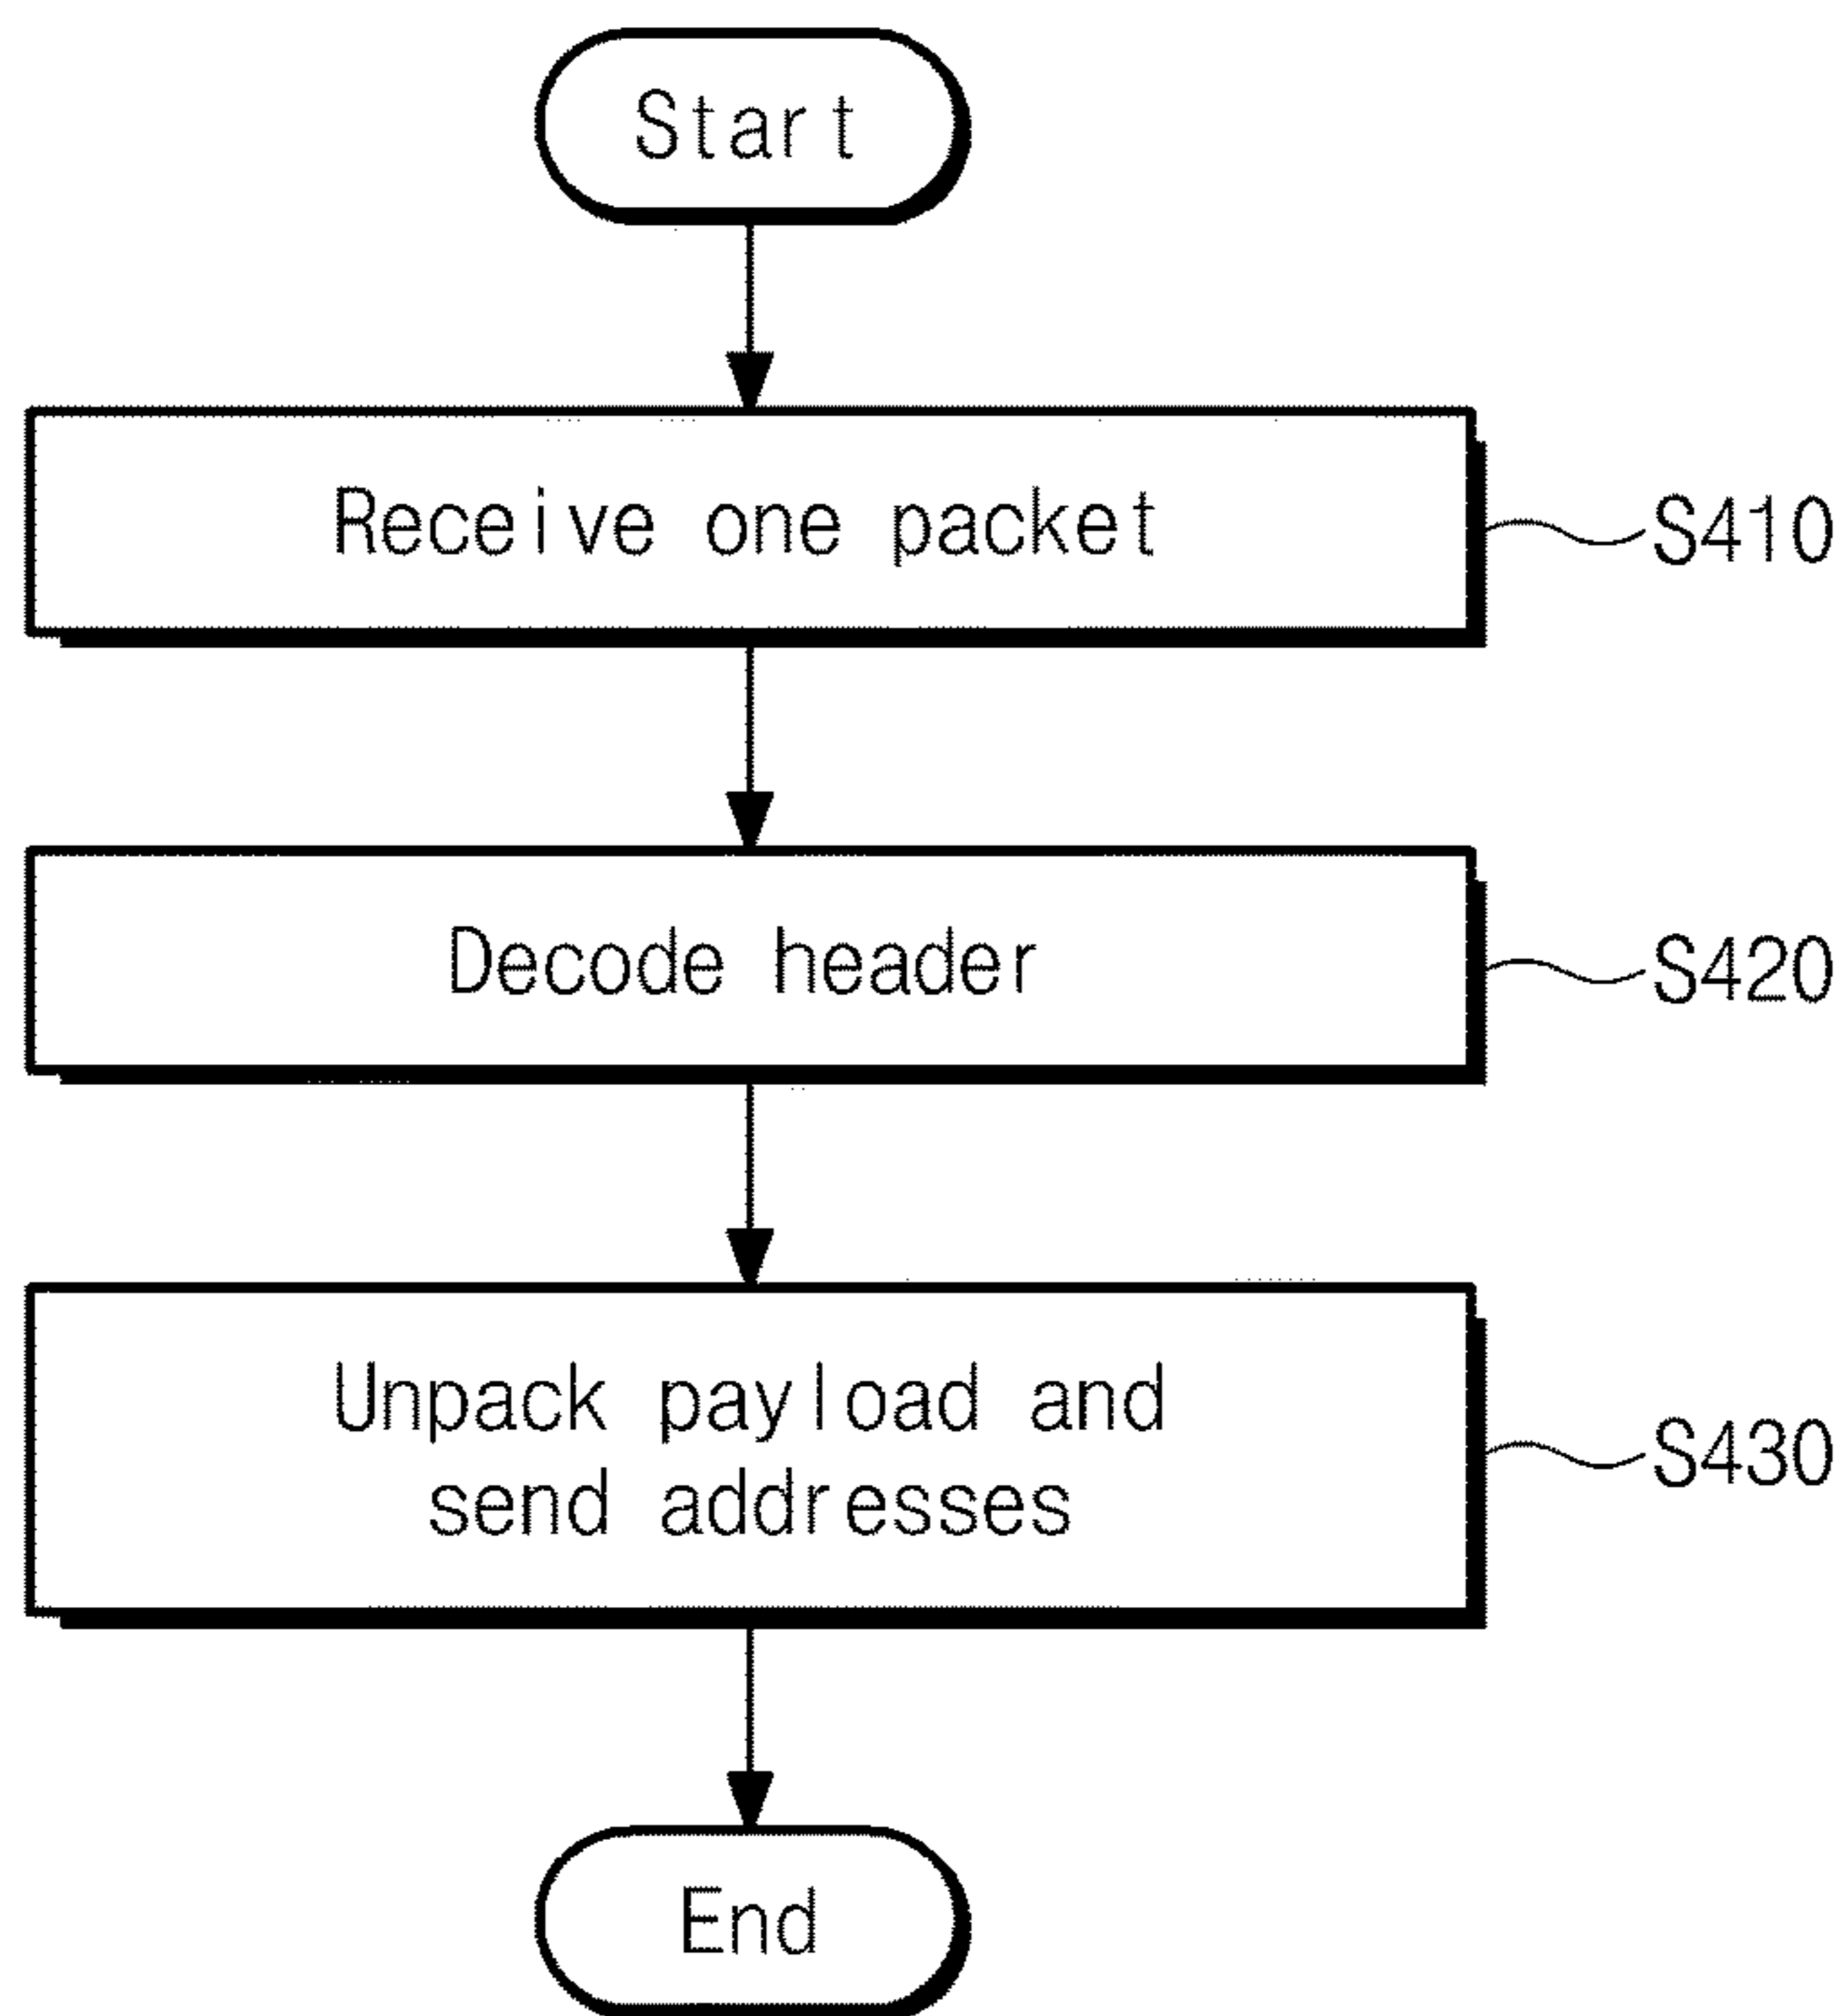 Start
Receive one packet
S410
Decode header
S420
Unpack payload and
send addresses
S430
End